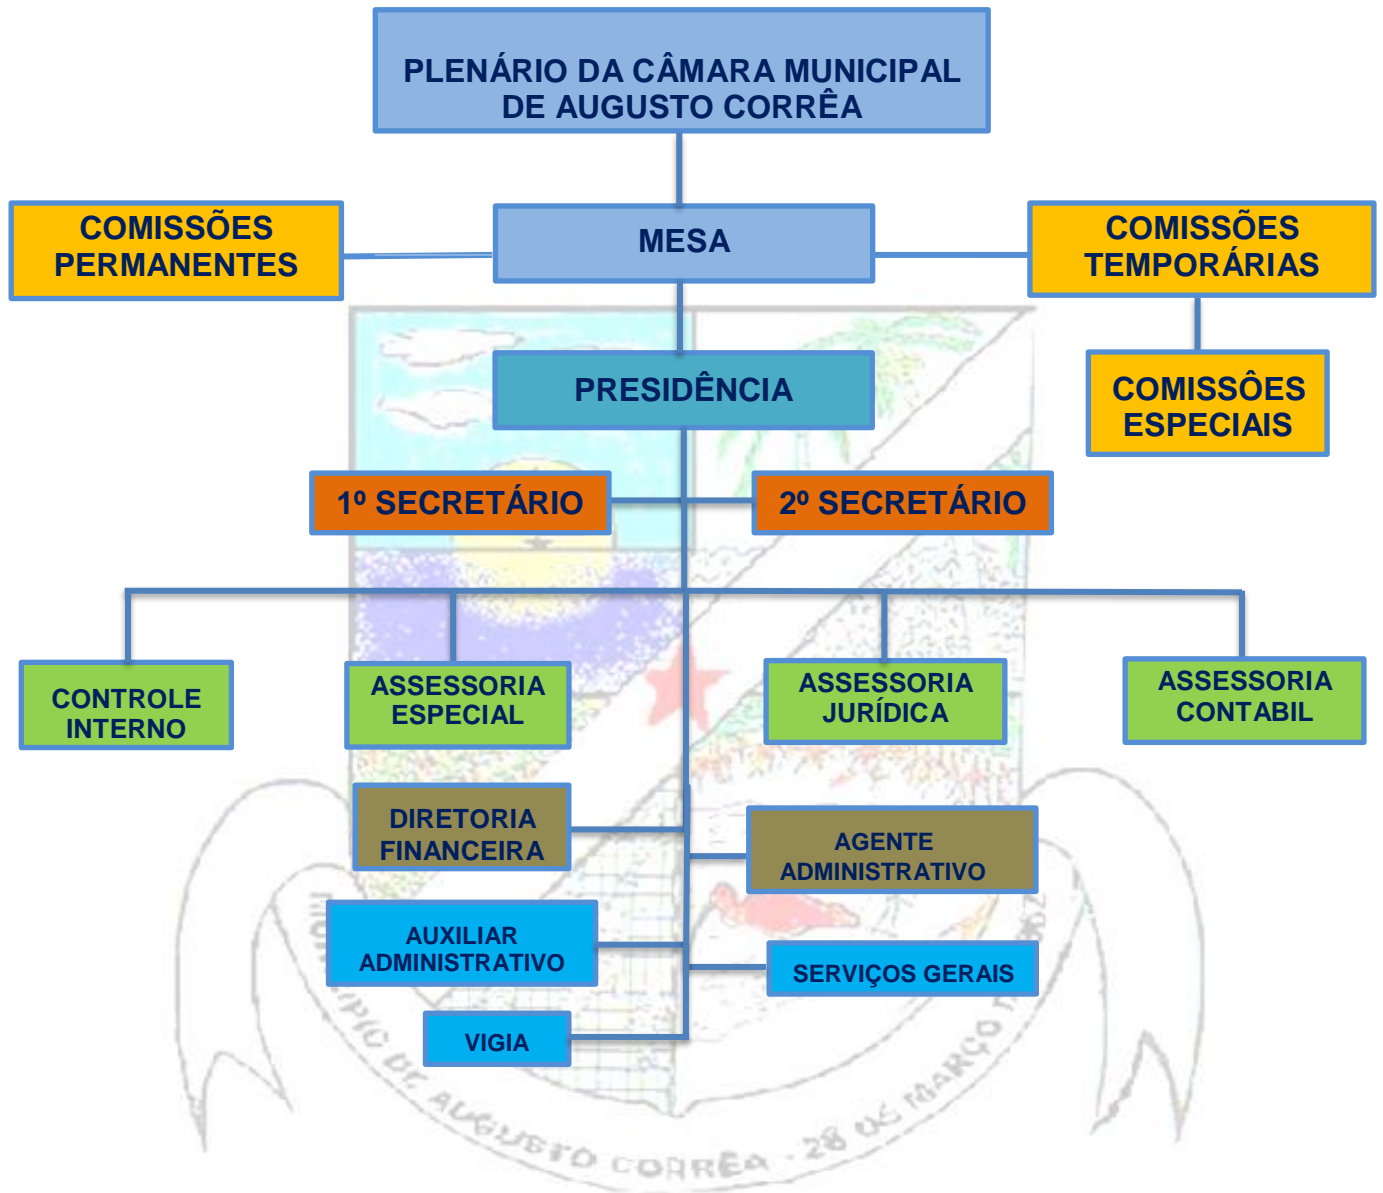 PLENÁRIO DA CÂMARA MUNICIPAL
DE AUGUSTO CORRÊA
COMISSÕES
PERMANENTES
MESA
COMISSÕES
TEMPORÁRIAS
PRESIDÊNCIA
COMISSÔES
ESPECIAIS
1º SECRETÁRIO
2º SECRETÁRIO
CONTROLE
INTERNO
ASSESSORIA
ESPECIAL
ASSESSORIA
JURÍDICA
ASSESSORIA
CONTABIL
DIRETORIA
FINANCEIRA
AGENTE
ADMINISTRATIVO
AUXILIAR
ADMINISTRATIVO
SERVIÇOS GERAIS
VIGIA
DE AUGUSTO CORRÊA - 28 DE MARÇO